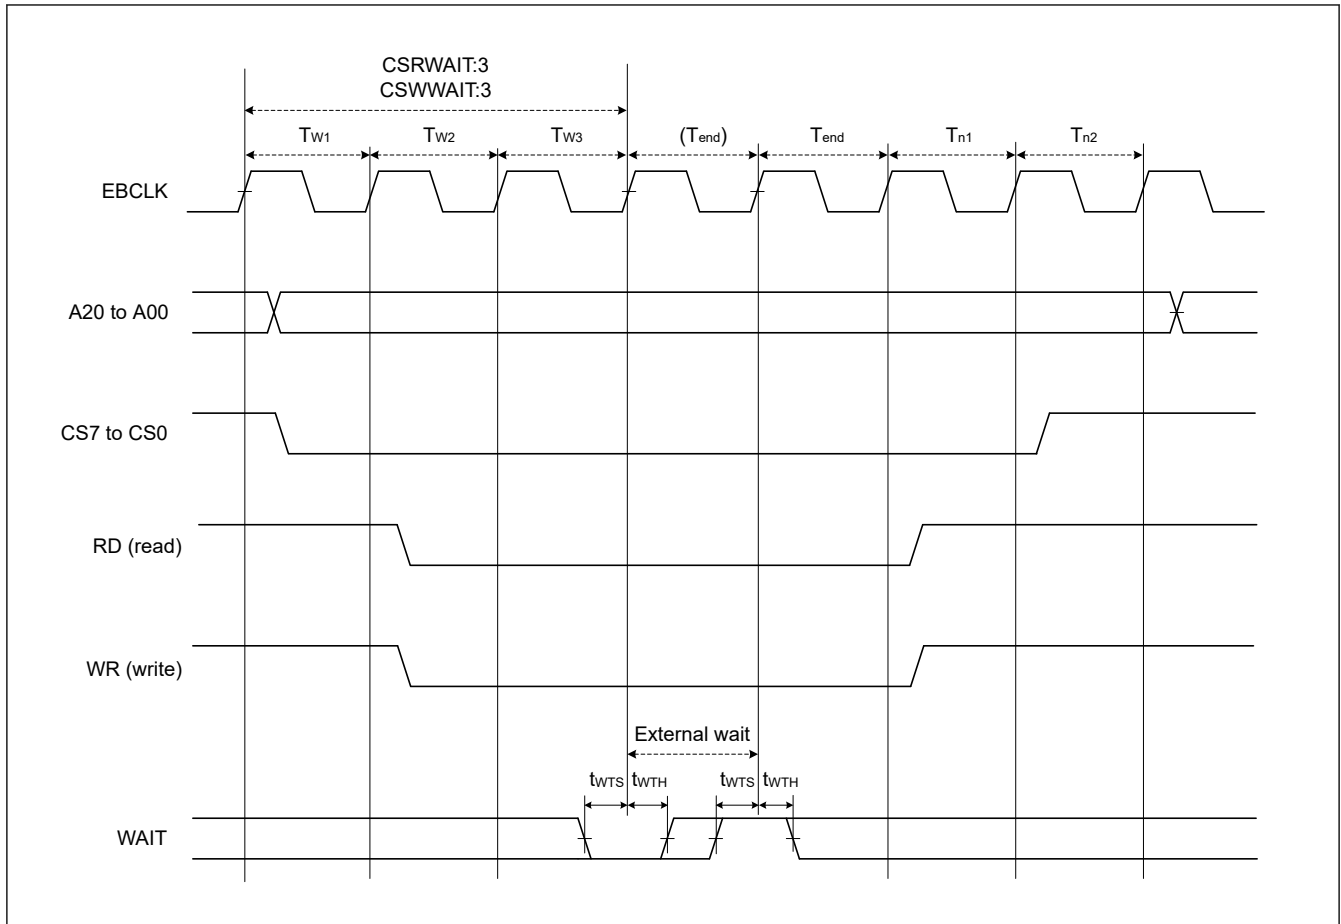 CSRWAIT:3
CSWWAIT:3
TW1 TW2 TW3 (Tend) Tend Tn1 Tn2
EBCLK
A20 to A00
CS7 to CS0
RD (read)
WR (write)
External wait
tWTS tWTH tWTS tWTH
WAIT